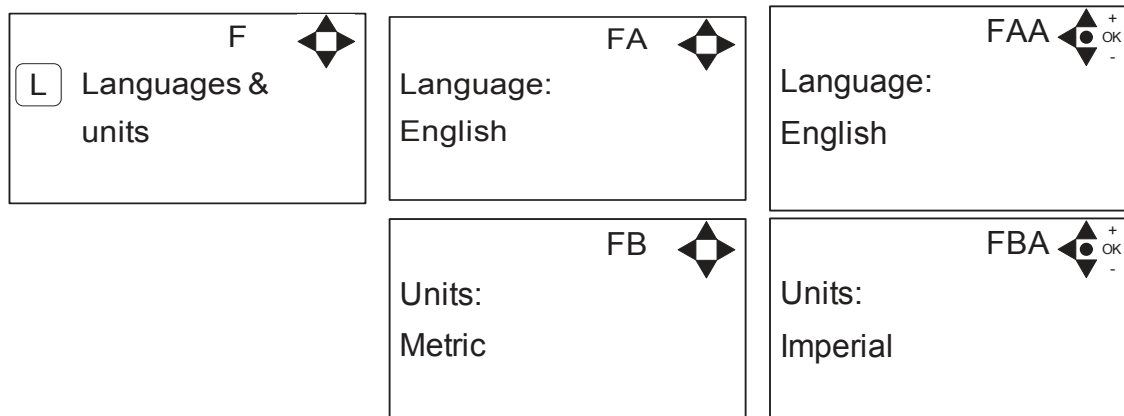 F
L Languages &
units
FA
Language:
English
FAA
+
OK
-
Language:
English
FB
Units:
Metric
FBA
+
OK
-
Units:
Imperial